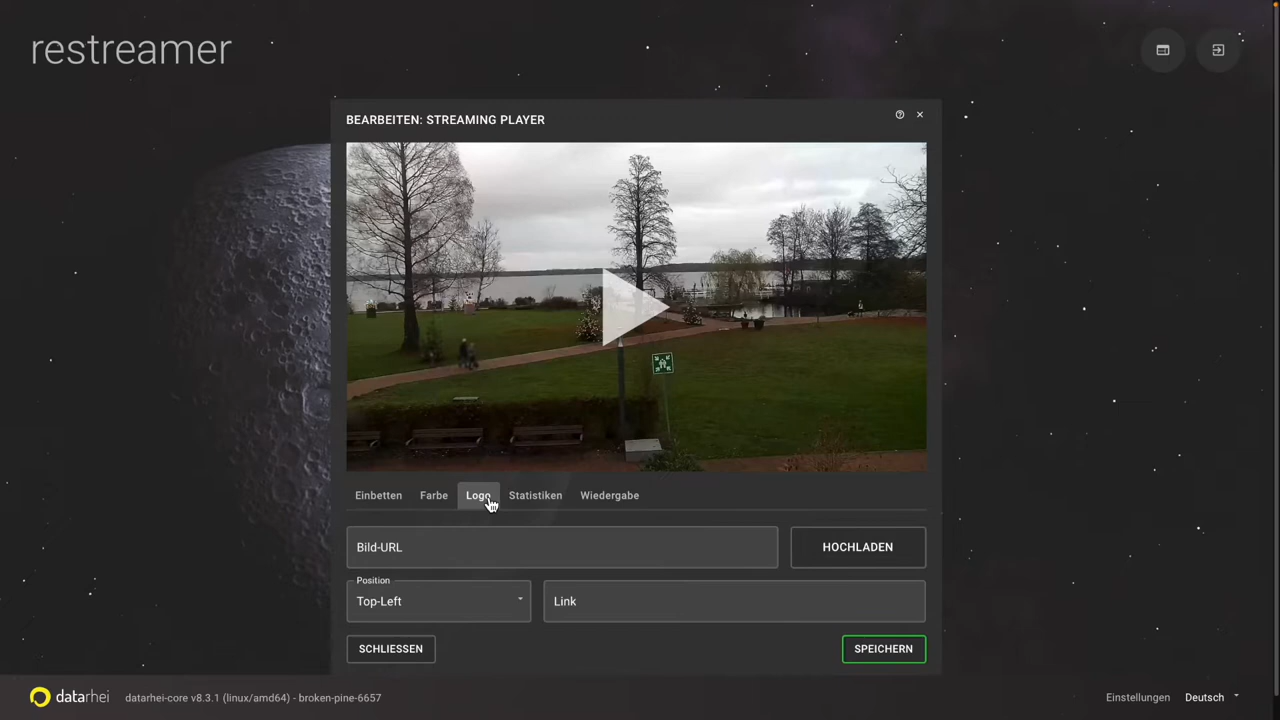 restreamer
BEARBEITEN: STREAMING PLAYER
Einbetten Farbe Logo Statistiken Wiedergabe
Bild-URL
HOCHLADEN
Position
Top-Left
Link
SCHLIESSEN
SPEICHERN
datarhei datarhei-core v8.3.1 (linux/amd64) - broken-pine-6657
Einstellungen Deutsch